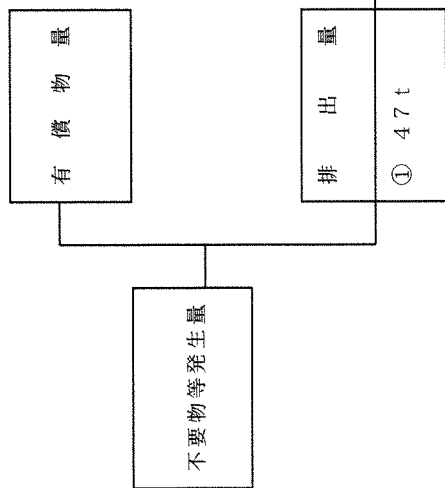 不要物等発生量
有償物量
排出量
① 47t